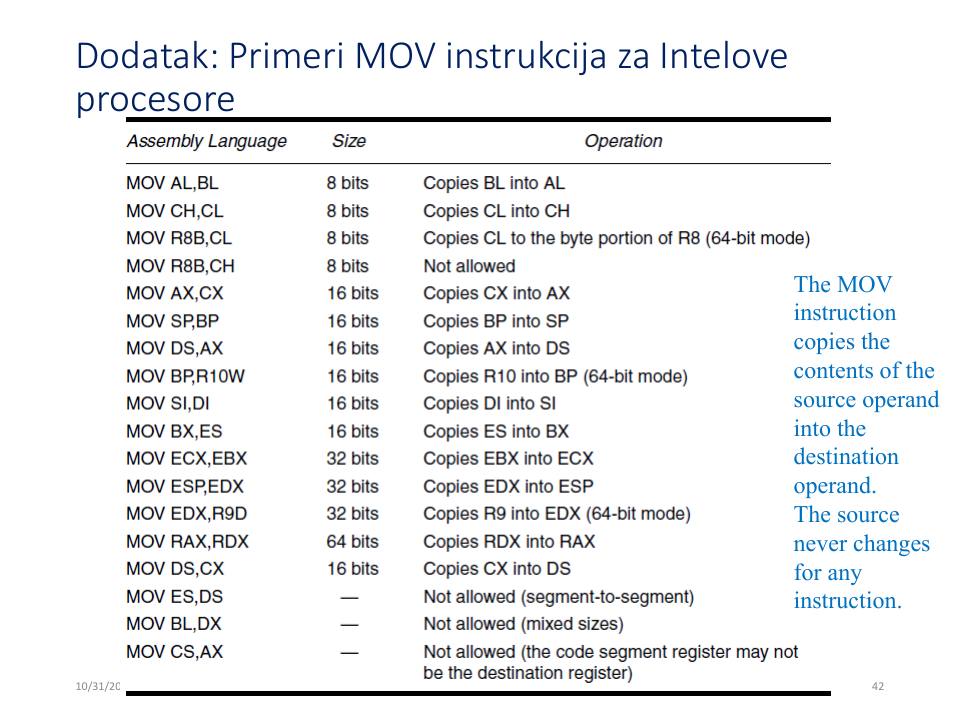 Dodatak: Primeri MOV instrukcija za Intelove
procesore
Assembly Language Size Operation
MOV AL,BL 8 bits Copies BL into AL
MOV CH,CL 8 bits Copies CL into CH
MOV R8B,CL 8 bits Copies CL to the byte portion of R8 (64-bit mode)
MOV R8B,CH 8 bits Not allowed
MOV AX,CX 16 bits Copies CX into AX
MOV SP,BP 16 bits Copies BP into SP
MOV DS,AX 16 bits Copies AX into DS
MOV BP,R10W 16 bits Copies R10 into BP (64-bit mode)
MOV SI,DI 16 bits Copies DI into SI
MOV BX,ES 16 bits Copies ES into BX
MOV ECX,EBX 32 bits Copies EBX into ECX
MOV ESP,EDX 32 bits Copies EDX into ESP
MOV EDX,R9D 32 bits Copies R9 into EDX (64-bit mode)
MOV RAX,RDX 64 bits Copies RDX into RAX
MOV DS,CX 16 bits Copies CX into DS
MOV ES,DS — Not allowed (segment-to-segment)
MOV BL,DX — Not allowed (mixed sizes)
MOV CS,AX — Not allowed (the code segment register may not
be the destination register)
The MOV
instruction
copies the
contents of the
source operand
into the
destination
operand.
The source
never changes
for any
instruction.
10/31/20
42